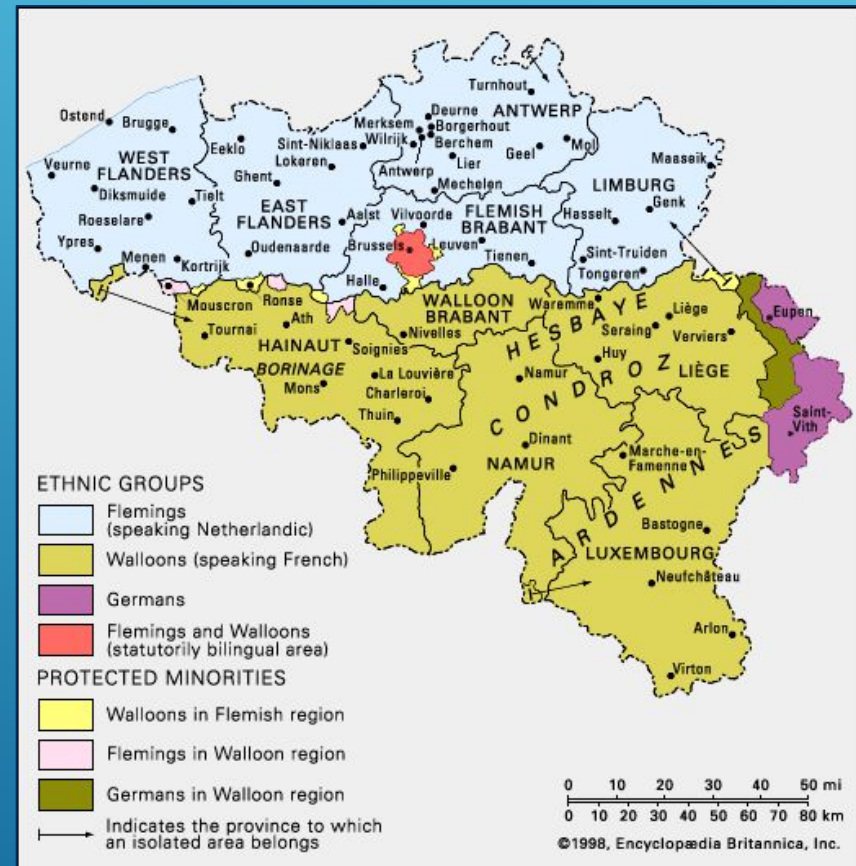 Turnhout
Ostend
Brugge
Deurne
ANTWERP
Merksem
Borgerhout
Eeklo
Sint-Niklaas
Wilrijk
Berchem
Mol
Lokeren
Geel
Maaseik
Veurne
WEST
FLANDERS
Lier
Ghent
Antwerp
LIMBURG
Diksmuide
Tielt
Mechelen
Genk
EAST
FLANDERS
Vilvoorde
FLEMISH
BRABANT
Hasselt
Roeselare
Aalst
Brussels
Leuven
Ypres
Oudenaarde
Tienen
Sint-Truiden
Menen
Kortrijk
Halle
Tongeren
Mouscron
Ronse
WALLOON
BRABANT
Waremme
HESBAYE
Liège
Eupen
Ath
Tournai
Nivelles
Seraing
Verviers
HAINAUT
Soignies
Huy
LIÈGE
BORINAGE
La Louvière
Namur
CONDROZ
Mons
Charleroi
Saint-
Vith
Thuin
Dinant
Marche-en-
Famenne
Philippeville
NAMUR
ARDENNES
Bastogne
LUXEMBOURG
Neufchâteau
Arlon
Virton
ETHNIC GROUPS
Flemings
(speaking Netherlandic)
Walloons (speaking French)
Germans
Flemings and Walloons
(statutorily bilingual area)
PROTECTED MINORITIES
Walloons in Flemish region
Flemings in Walloon region
Germans in Walloon region
Indicates the province to which
an isolated area belongs
0 10 20 30 40 50 mi
0 10 20 30 40 50 60 70 80 km
©1998, Encyclopædia Britannica, Inc.